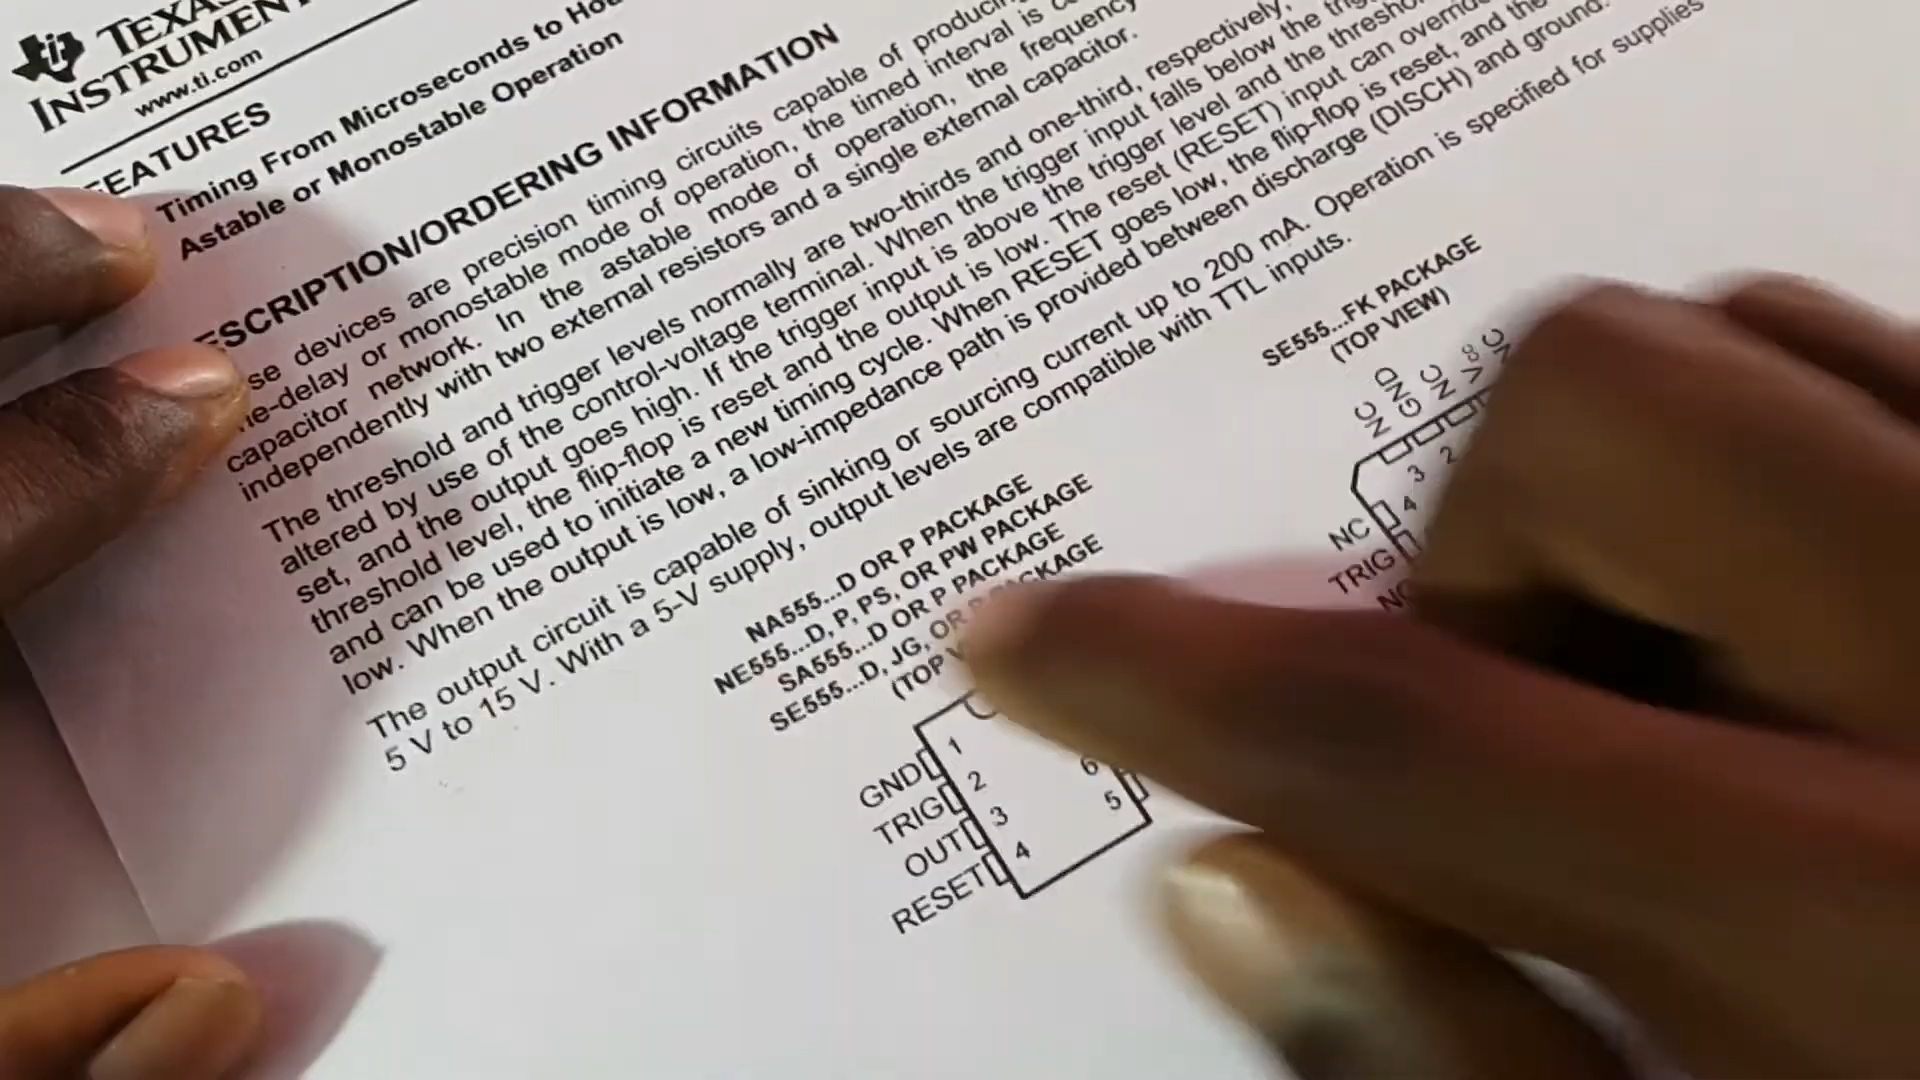 TEXAS
INSTRUMENTS
www.ti.com
FEATURES
Timing From Microseconds to
Astable or Monostable Operation
ESCRIPTION/ORDERING INFORMATION
se devices are precision timing circuits capable of producing
me-delay or monostable mode of operation, the timed interval is
capacitor network. In the astable mode of operation, the frequency
independently with two external resistors and a single external capacitor.
The threshold and trigger levels normally are two-thirds and one-third, respectively,
altered by use of the control-voltage terminal. When the trigger input falls below the
set, and the output goes high. If the trigger input is above the trigger level and the
threshold level, the flip-flop is reset and the output is low. The reset (RESET) input can
and can be used to initiate a new timing cycle. When RESET goes low, the flip-flop is reset, and the
low. When the output is low, a low-impedance path is provided between discharge (DISCH) and ground.
The output circuit is capable of sinking or sourcing current up to 200 mA. Operation is specified for supplies
5 V to 15 V. With a 5-V supply, output levels are compatible with TTL inputs.
NA555...D OR P PACKAGE
NE555...D, P, PS, OR PW PACKAGE
SA555...D OR P PACKAGE
SE555...D, JG, OR P PACKAGE
(TOP
GND 1
TRIG 2
OUT 3
RESET 4
6
5
SE555...FK PACKAGE
(TOP VIEW)
NC
GND
NC
NC
3 2
4
NC
TRIG